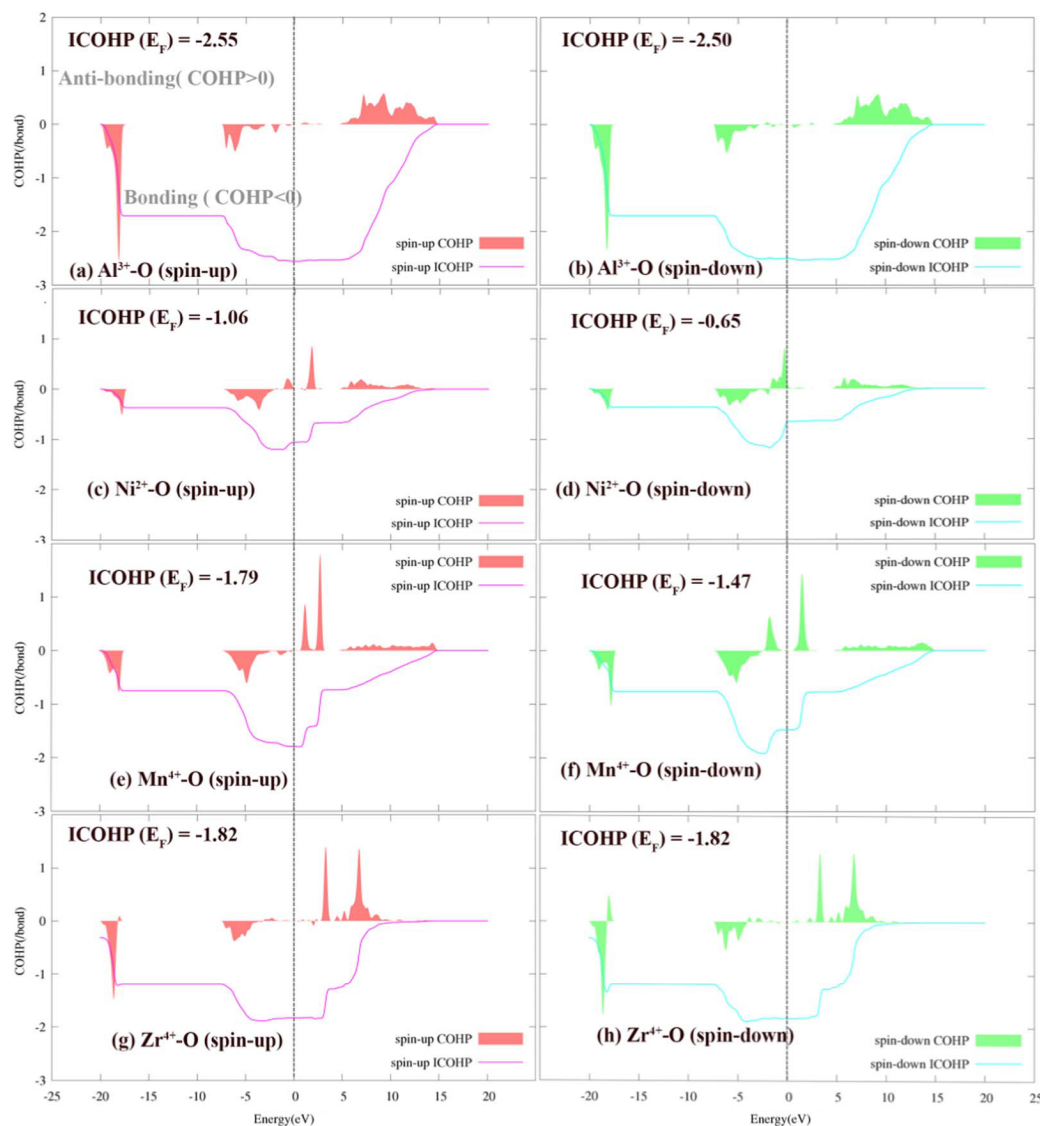 ICOHP (E_F) = -2.55
Anti-bonding( COHP>0)
Bonding ( COHP<0)
spin-up COHP
spin-up ICOHP
(a) Al³⁺-O (spin-up)
COHP(/bond)
2
1
0
-1
-2
-3
ICOHP (E_F) = -2.50
spin-down COHP
spin-down ICOHP
(b) Al³⁺-O (spin-down)
ICOHP (E_F) = -1.06
(c) Ni²⁺-O (spin-up)
spin-up COHP
spin-up ICOHP
COHP(/bond)
1
0
-1
-2
-3
ICOHP (E_F) = -0.65
(d) Ni²⁺-O (spin-down)
spin-down COHP
spin-down ICOHP
spin-up COHP
spin-up ICOHP
ICOHP (E_F) = -1.79
(e) Mn⁴⁺-O (spin-up)
COHP(/bond)
1
0
-1
-2
-3
spin-down COHP
spin-down ICOHP
ICOHP (E_F) = -1.47
(f) Mn⁴⁺-O (spin-down)
ICOHP (E_F) = -1.82
(g) Zr⁴⁺-O (spin-up)
spin-up COHP
spin-up ICOHP
COHP(/bond)
1
0
-1
-2
-3
-20 -15 -10 -5 0 5 10 15 20
Energy(eV)
ICOHP (E_F) = -1.82
(h) Zr⁴⁺-O (spin-down)
spin-down COHP
spin-down ICOHP
-25 -20 -15 -10 -5 0 5 10 15 20 25
Energy(eV)